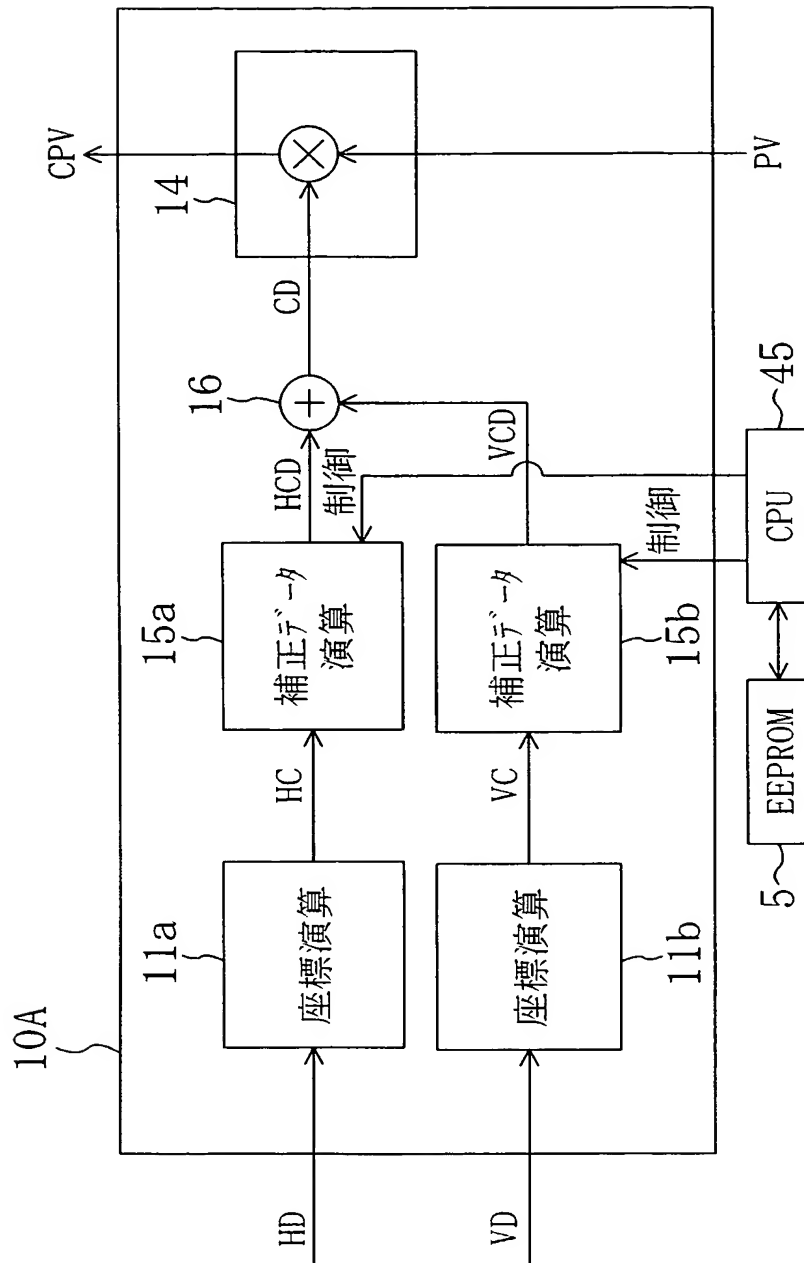 10A
HD
11a
座標演算
HC
15a
補正データ
演算
HCD
制御
16
CD
14
CPV
PV
VD
11b
座標演算
VC
15b
補正データ
演算
VCD
制御
5
EEPROM
CPU
45